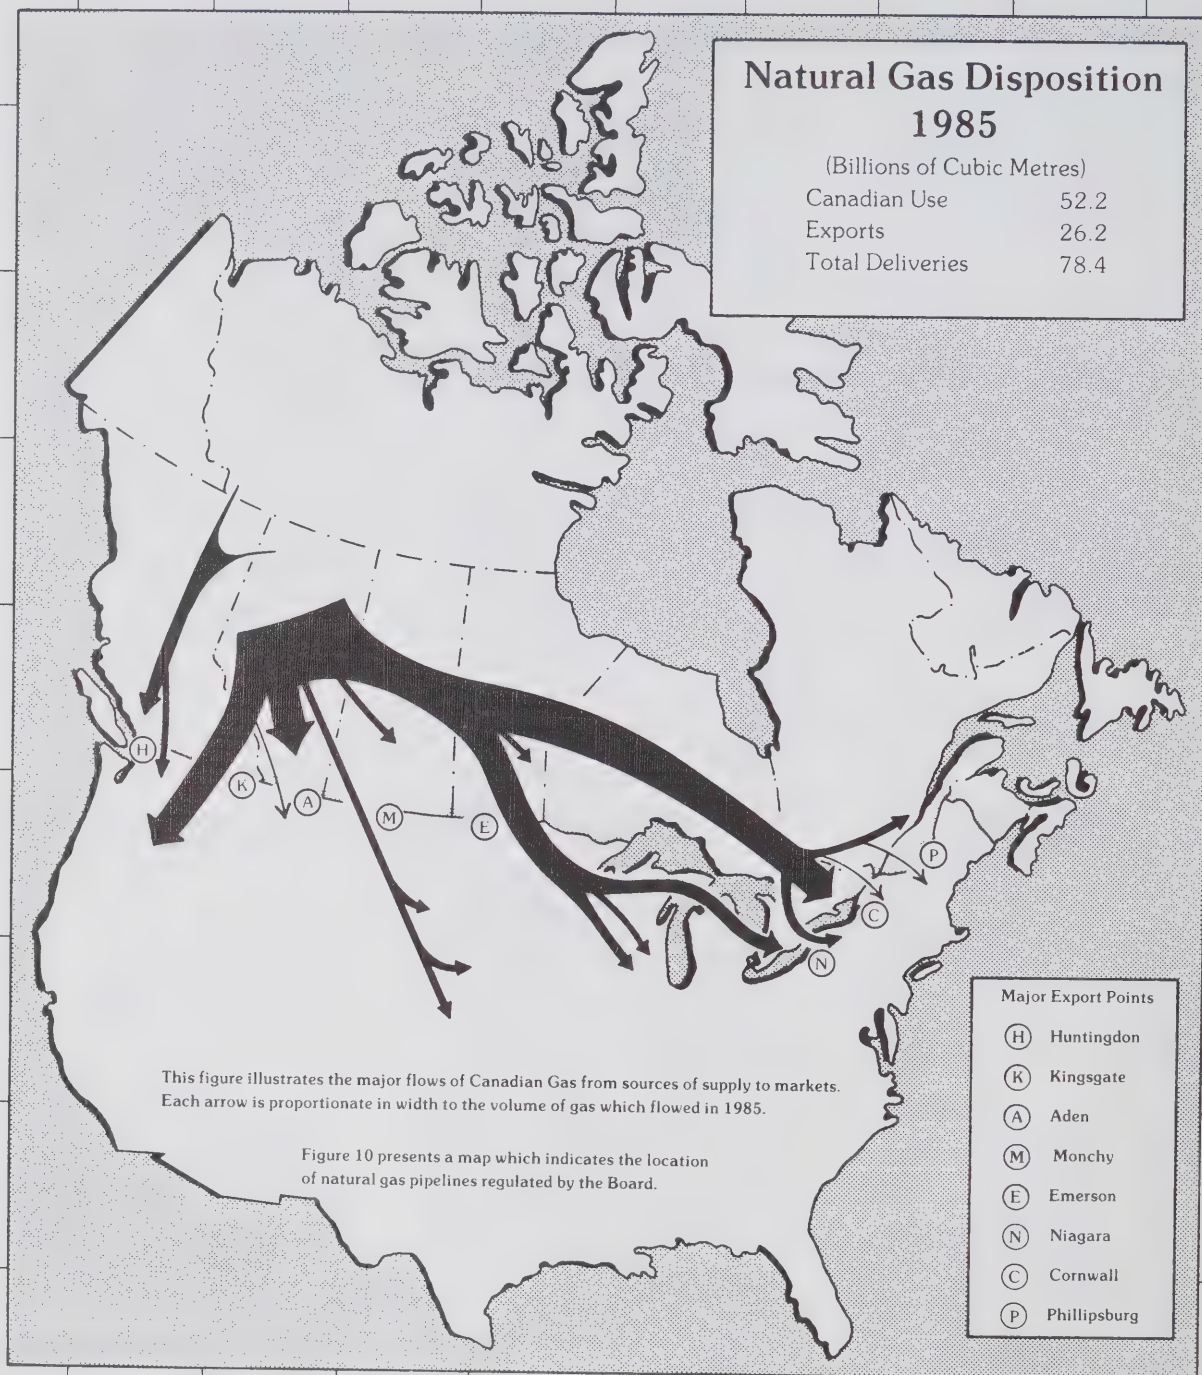 Natural Gas Disposition
1985
(Billions of Cubic Metres)
Canadian Use 52.2
Exports 26.2
Total Deliveries 78.4
H
K
A
M
E
P
C
N
This figure illustrates the major flows of Canadian Gas from sources of supply to markets.
Each arrow is proportionate in width to the volume of gas which flowed in 1985.
Figure 10 presents a map which indicates the location
of natural gas pipelines regulated by the Board.
Major Export Points
H Huntingdon
K Kingsgate
A Aden
M Monchy
E Emerson
N Niagara
C Cornwall
P Phillipsburg